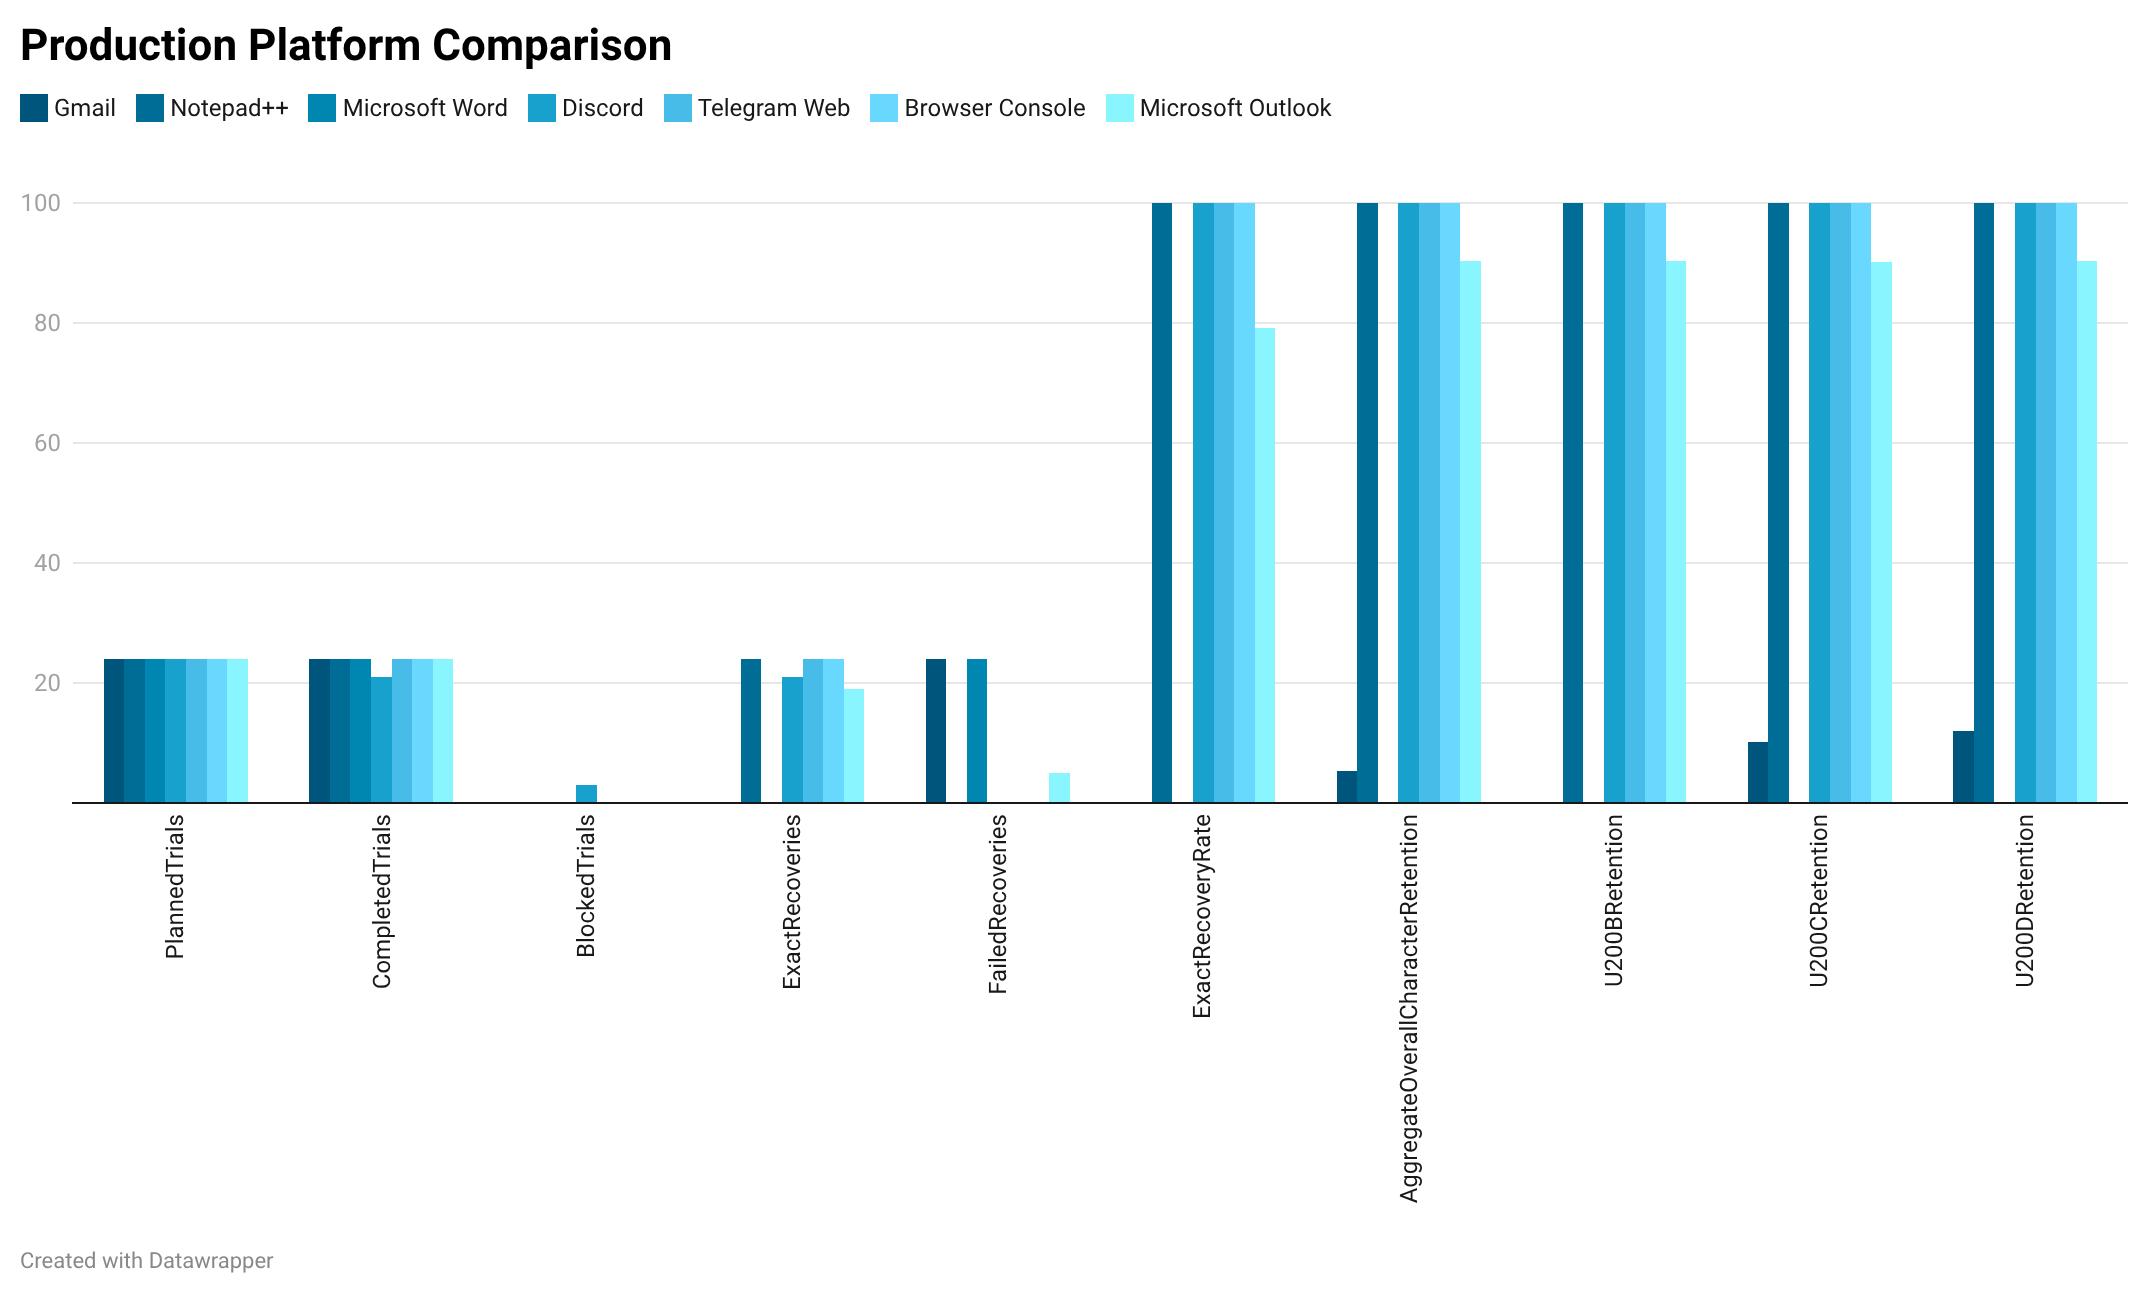 Production Platform Comparison
Gmail Notepad++ Microsoft Word Discord Telegram Web Browser Console Microsoft Outlook
100
80
60
40
20
PlannedTrials
CompletedTrials
BlockedTrials
ExactRecoveries
FailedRecoveries
ExactRecoveryRate
AggregateOverallCharacterRetention
U200BRetention
U200CRetention
U200DRetention
Created with Datawrapper